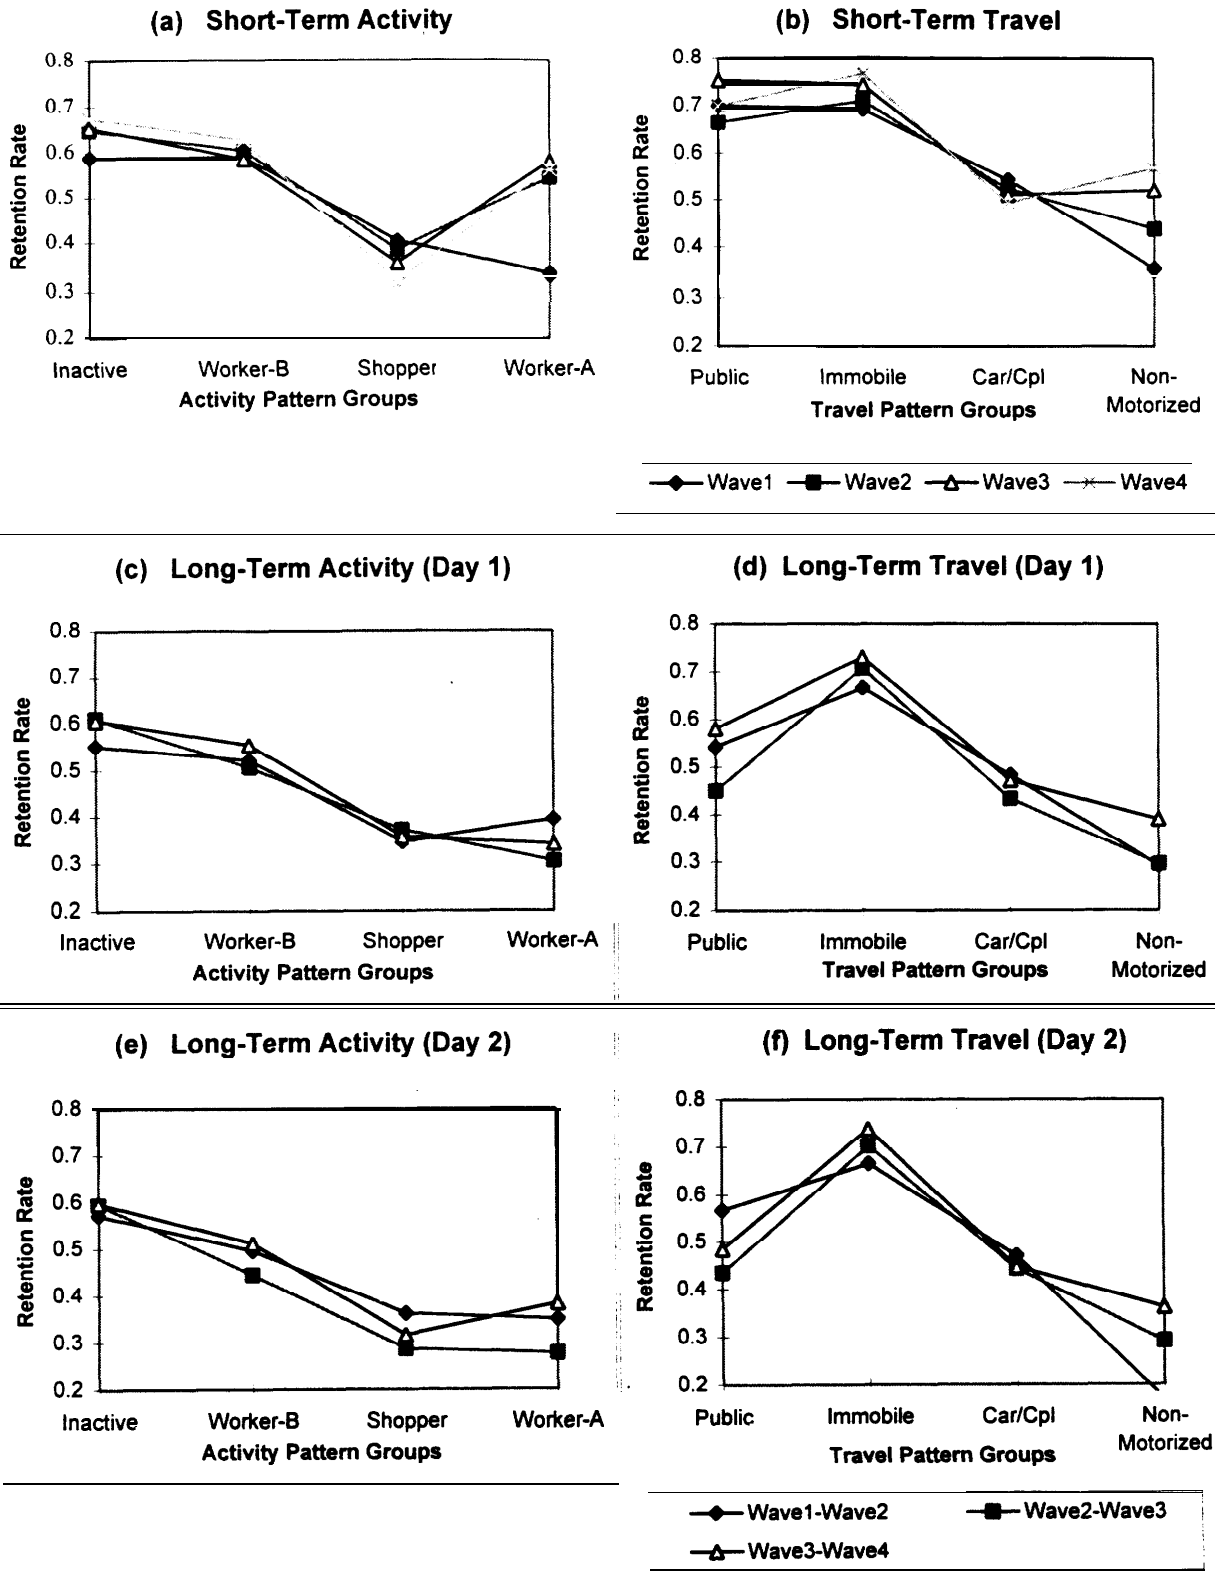 (a) Short-Term Activity
0.8
0.7
0.6
0.5
0.4
0.3
0.2
Retention Rate
Inactive Worker-B Shopper Worker-A
Activity Pattern Groups
(b) Short-Term Travel
0.8
0.7
0.6
0.5
0.4
0.3
0.2
Retention Rate
Public Immobile Car/Cpl Non-
Motorized
Travel Pattern Groups
Wave1 Wave2 Wave3 Wave4
(c) Long-Term Activity (Day 1)
0.8
0.7
0.6
0.5
0.4
0.3
0.2
Retention Rate
Inactive Worker-B Shopper Worker-A
Activity Pattern Groups
(d) Long-Term Travel (Day 1)
0.8
0.7
0.6
0.5
0.4
0.3
0.2
Retention Rate
Public Immobile Car/Cpl Non-
Motorized
Travel Pattern Groups
(e) Long-Term Activity (Day 2)
0.8
0.7
0.6
0.5
0.4
0.3
0.2
Retention Rate
Inactive Worker-B Shopper Worker-A
Activity Pattern Groups
(f) Long-Term Travel (Day 2)
0.8
0.7
0.6
0.5
0.4
0.3
0.2
Retention Rate
Public Immobile Car/Cpl Non-
Motorized
Travel Pattern Groups
Wave1-Wave2 Wave2-Wave3
Wave3-Wave4